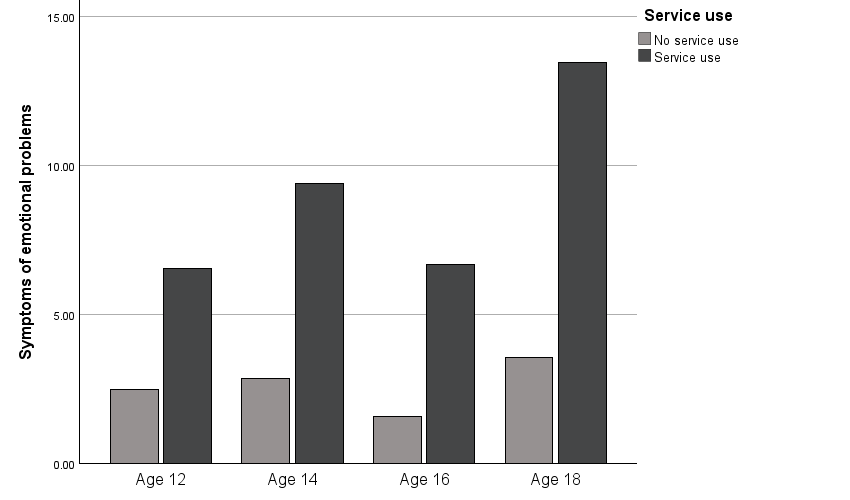 Symptoms of emotional problems
15.00
10.00
5.00
0.00
Age 12
Age 14
Age 16
Age 18
Service use
No service use
Service use